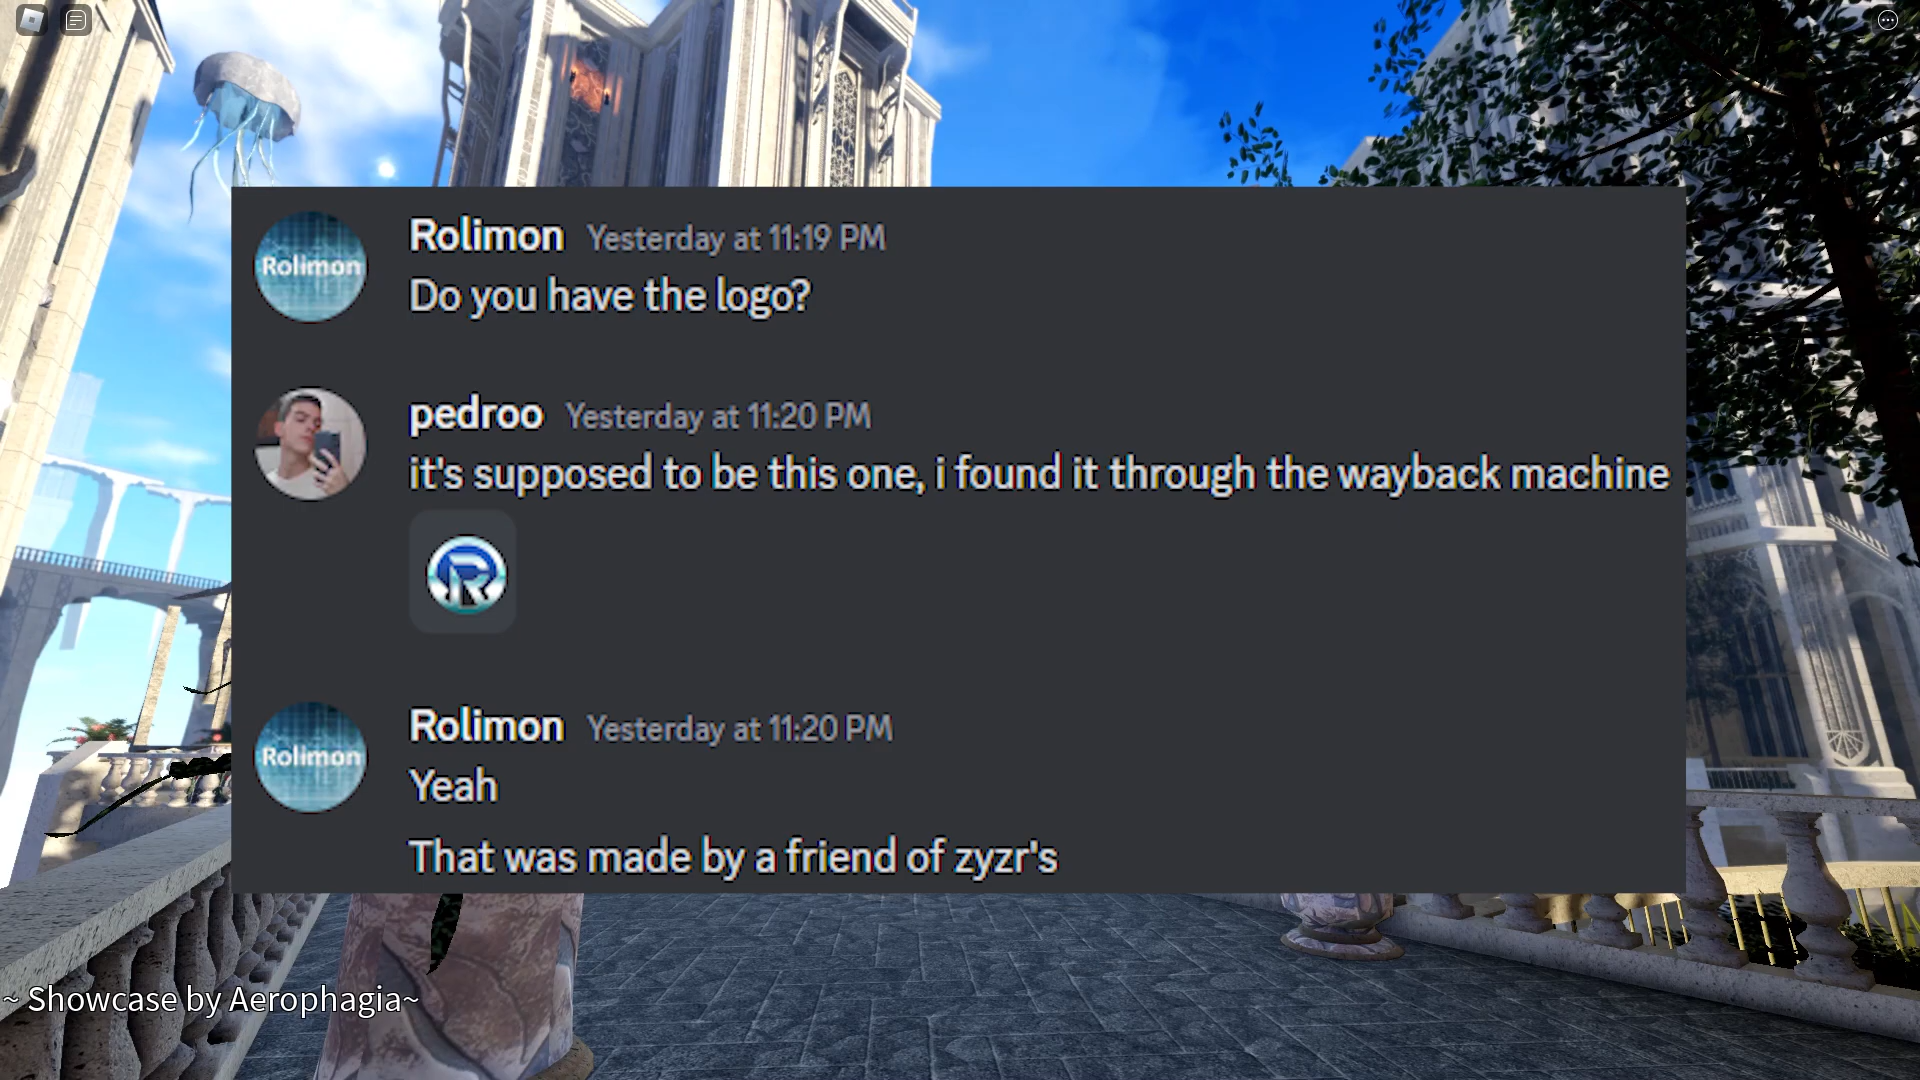 Rolimon Yesterday at 11:19 PM
Rolimon
Do you have the logo?
pedroo Yesterday at 11:20 PM
it's supposed to be this one, i found it through the wayback machine
R
Rolimon Yesterday at 11:20 PM
Rolimon
Yeah
That was made by a friend of zyzr's
~ Showcase by Aerophagia~